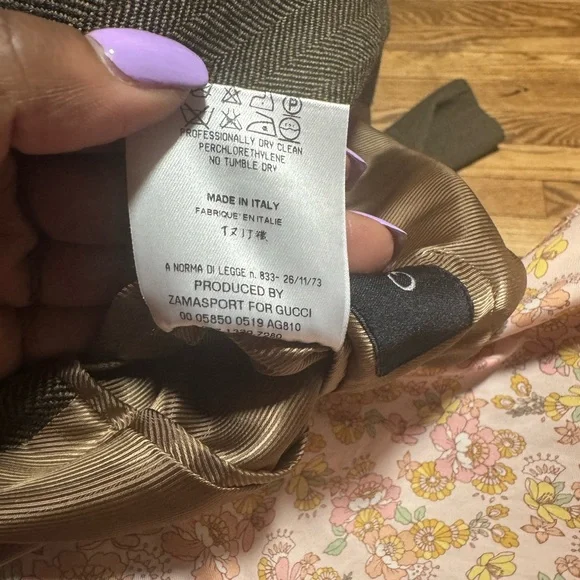 PROFESSIONALLY DRY CLEAN
PERCHLORETHYLENE
NO TUMBLE DRY
MADE IN ITALY
FABRIQUE' EN ITALIE
A NORMA DI LEGGE n. 833- 26/11/73
PRODUCED BY
ZAMASPORT FOR GUCCI
00 05850 0519 AG810